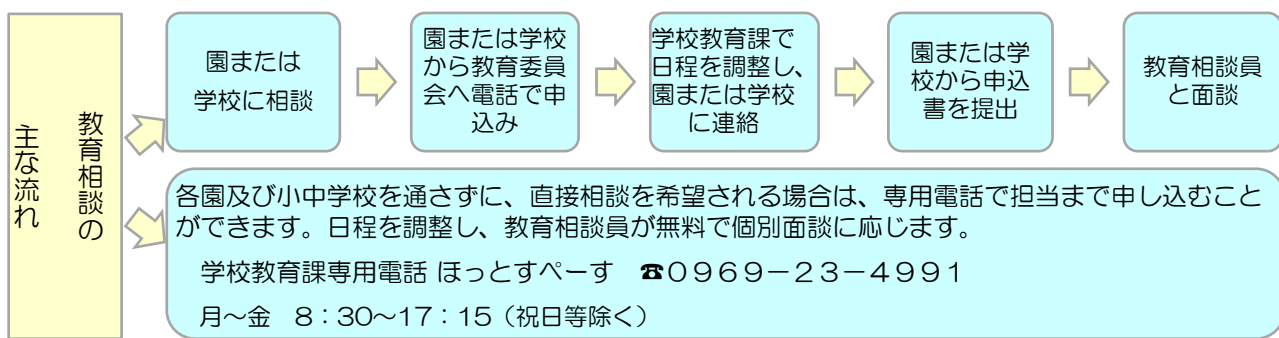 教育相談の
主な流れ
園または
学校に相談
園または学校
から教育委員
会へ電話で申
込み
学校教育課で
日程を調整し、
園または学校
に連絡
園または学
校から申込
書を提出
教育相談員
と面談
各園及び小中学校を通さずに、直接相談を希望される場合は、専用電話で担当まで申し込むこと
ができます。日程を調整し、教育相談員が無料で個別面談に応じます。
学校教育課専用電話 ほっとすぺーす　☎０９６９－２３－４９９１
月～金　８：３０～１７：１５（祝日等除く）